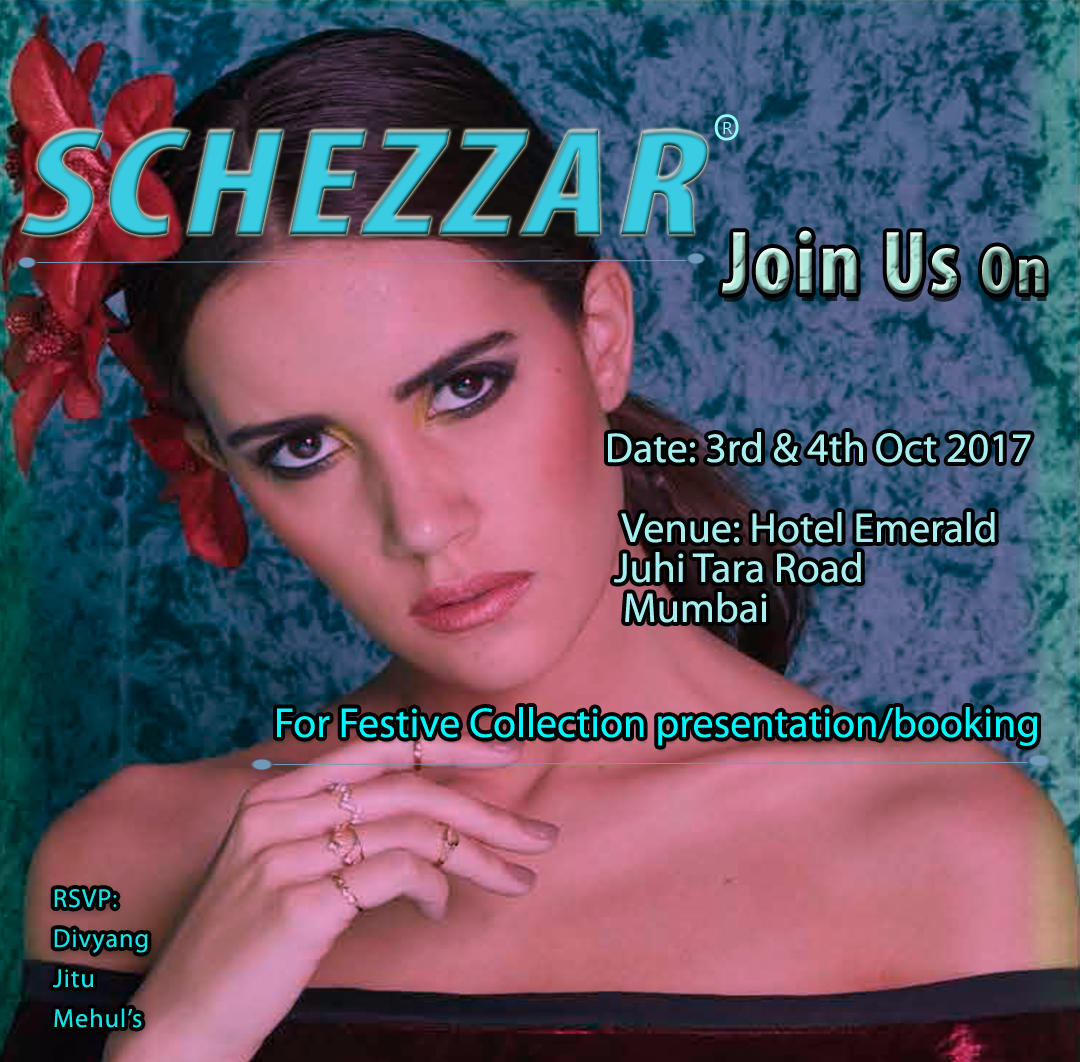 SCHEZZAR®
Join Us On
Date: 3rd & 4th Oct 2017
Venue: Hotel Emerald
Juhi Tara Road
Mumbai
For Festive Collection presentation/booking
RSVP:
Divyang
Jitu
Mehul's